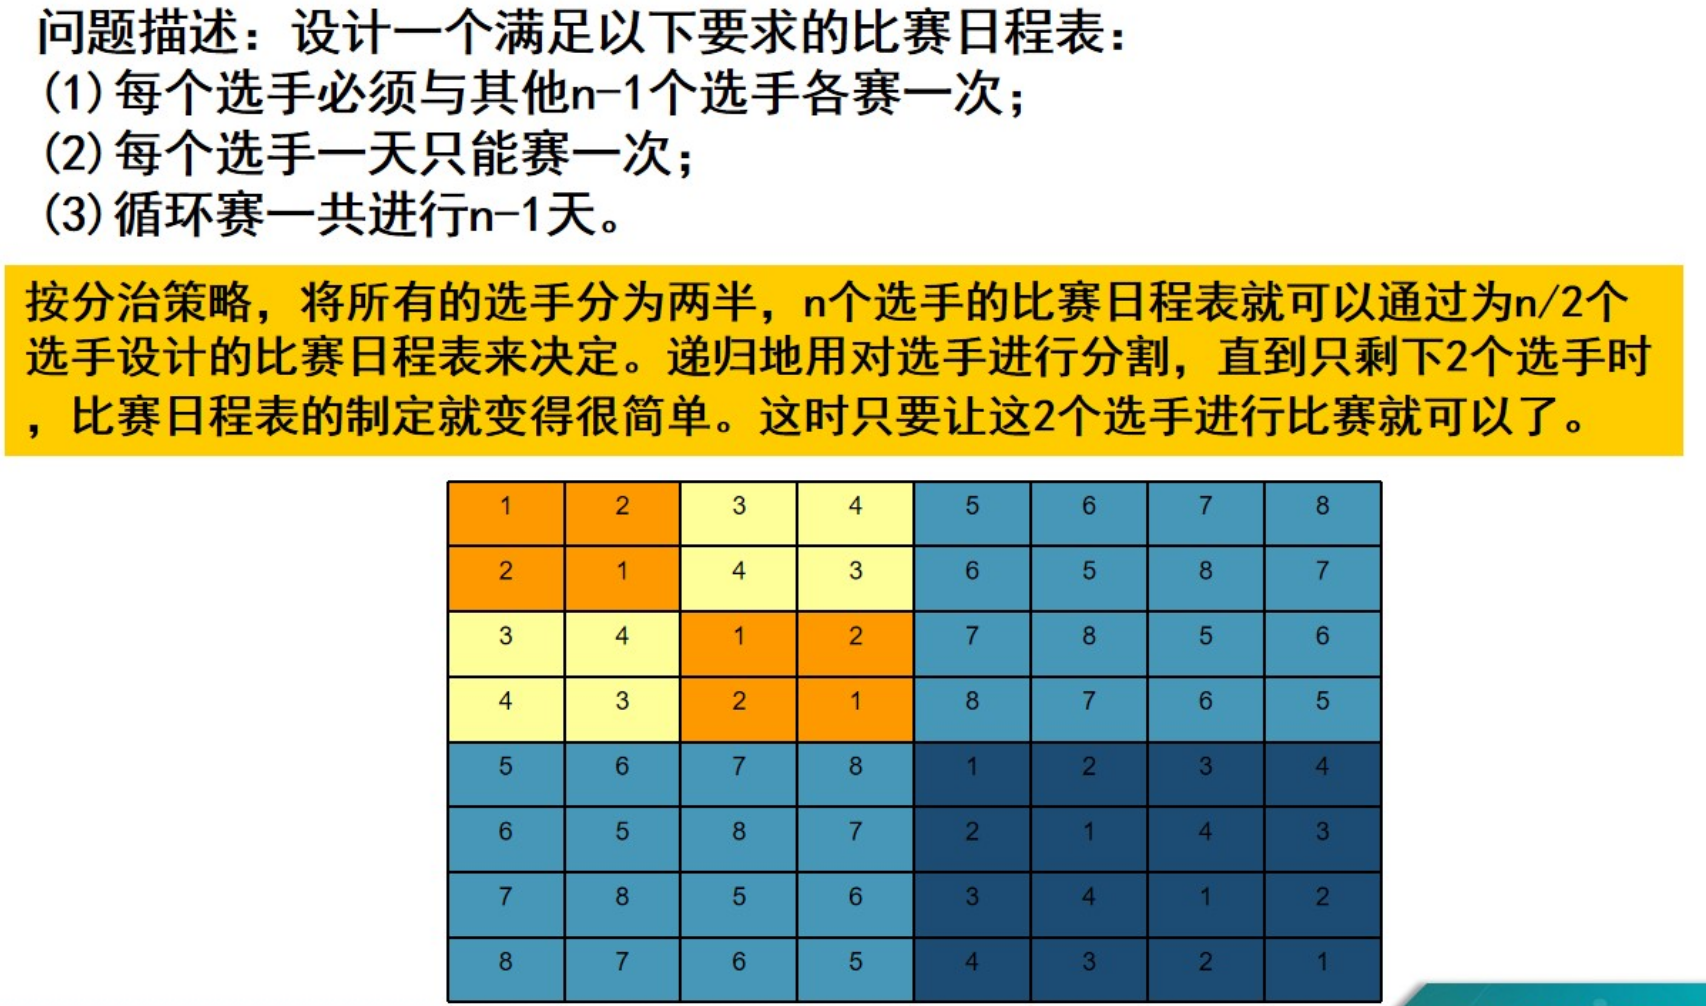 问题描述：设计一个满足以下要求的比赛日程表：
(1)每个选手必须与其他n-1个选手各赛一次；
(2)每个选手一天只能赛一次；
(3)循环赛一共进行n-1天。
按分治策略，将所有的选手分为两半，n个选手的比赛日程表就可以通过为n/2个
选手设计的比赛日程表来决定。递归地用对选手进行分割，直到只剩下2个选手时
，比赛日程表的制定就变得很简单。这时只要让这2个选手进行比赛就可以了。
1 2 3 4 5 6 7 8
2 1 4 3 6 5 8 7
3 4 1 2 7 8 5 6
4 3 2 1 8 7 6 5
5 6 7 8 1 2 3 4
6 5 8 7 2 1 4 3
7 8 5 6 3 4 1 2
8 7 6 5 4 3 2 1